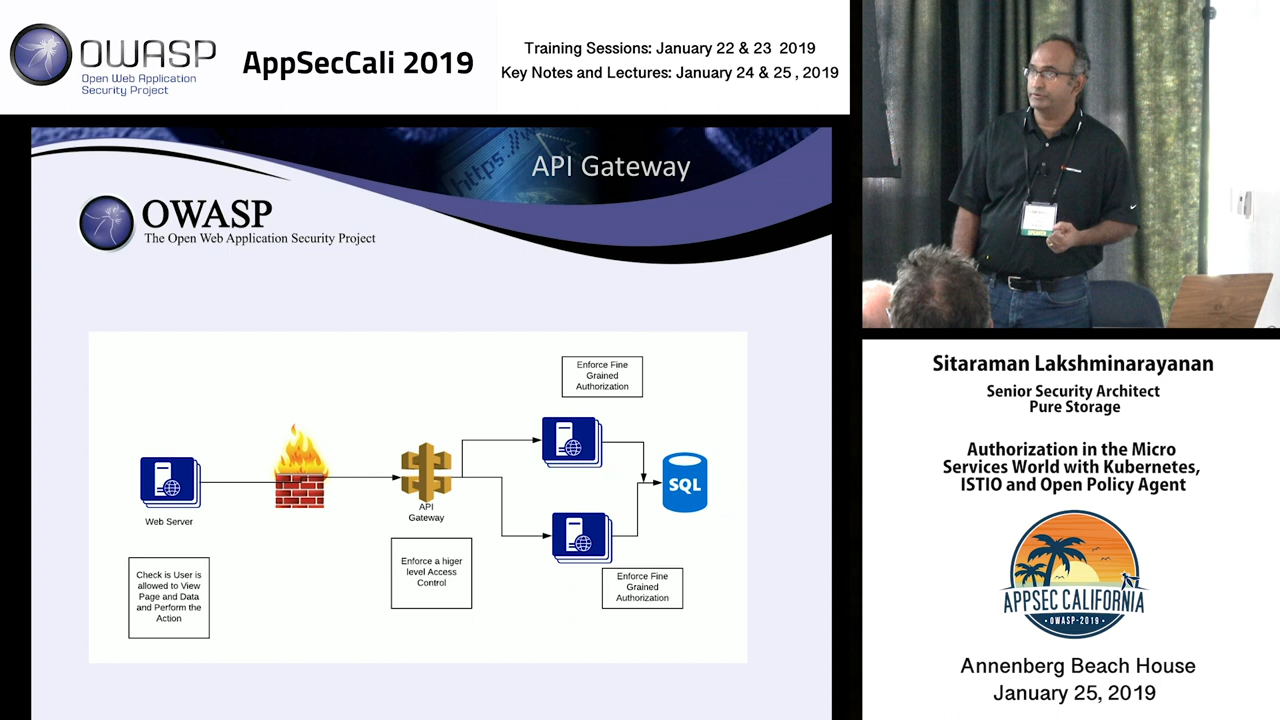 OWASP
Open Web Application
Security Project
AppSecCali 2019
Training Sessions: January 22 & 23 2019
Key Notes and Lectures: January 24 & 25, 2019
https://w
API Gateway
OWASP
The Open Web Application Security Project
Enforce Fine
Grained
Authorization
SQL
Web Server
API
Gateway
Check is User is
allowed to View
Page and Data
and Perform the
Action
Enforce a higer
level Access
Control
Enforce Fine
Grained
Authorization
SPEAKER
Sitaraman Lakshminarayanan
Senior Security Architect
Pure Storage
Authorization in the Micro
Services World with Kubernetes,
ISTIO and Open Policy Agent
APPSEC CALIFORNIA
• OWASP-2019 •
Annenberg Beach House
January 25, 2019